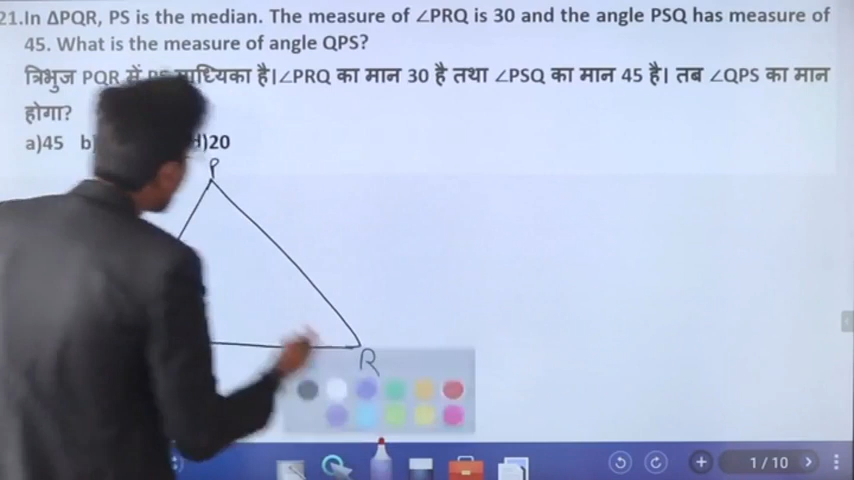 21.In ΔPQR, PS is the median. The measure of ∠PRQ is 30 and the angle PSQ has measure of
45. What is the measure of angle QPS?
त्रिभुज PQR में PS है।∠PRQ का मान 30 है तथा ∠PSQ का मान 45 है। तब ∠QPS का मान
होगा?
a)45 b) d)20
P
R
1 / 10